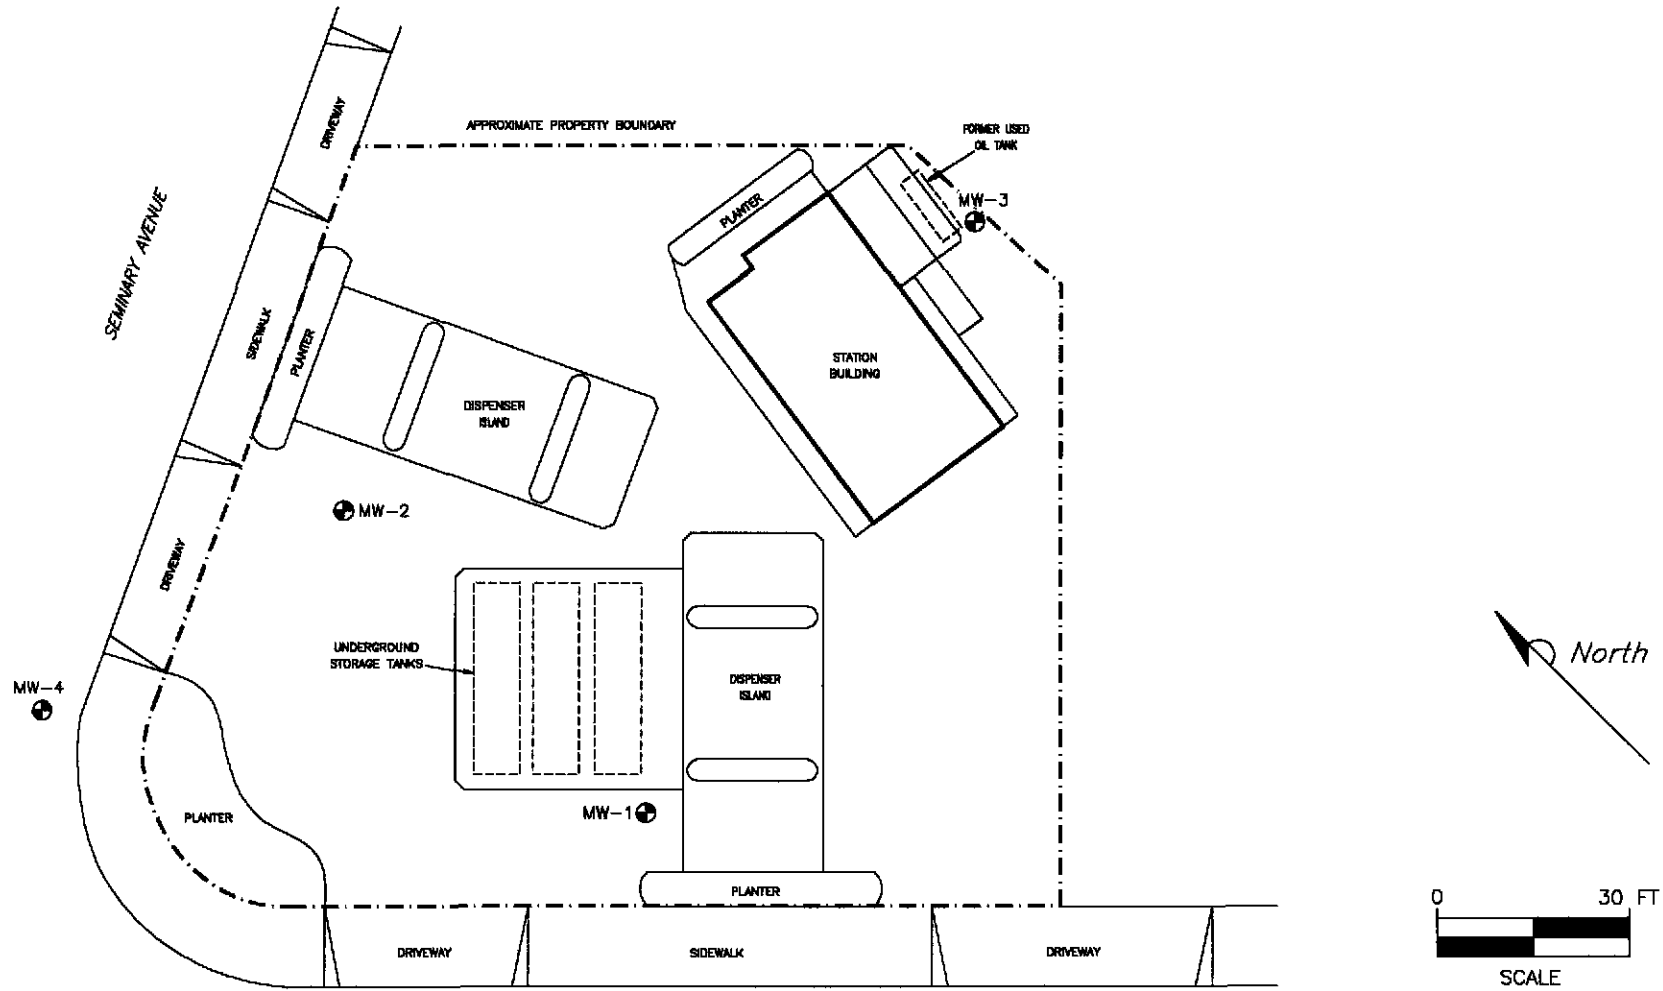 DRIVEWAY
APPROXIMATE PROPERTY BOUNDARY
FORMER USED
OIL TANK
MW-3
PLANTER
SEMINARY AVENUE
SIDEWALK
PLANTER
STATION
BUILDING
DISPENSER
ISLAND
MW-2
DRIVEWAY
UNDERGROUND
STORAGE TANKS
North
MW-4
DISPENSER
ISLAND
PLANTER
MW-1
PLANTER
0 30 FT
DRIVEWAY
SIDEWALK
DRIVEWAY
SCALE